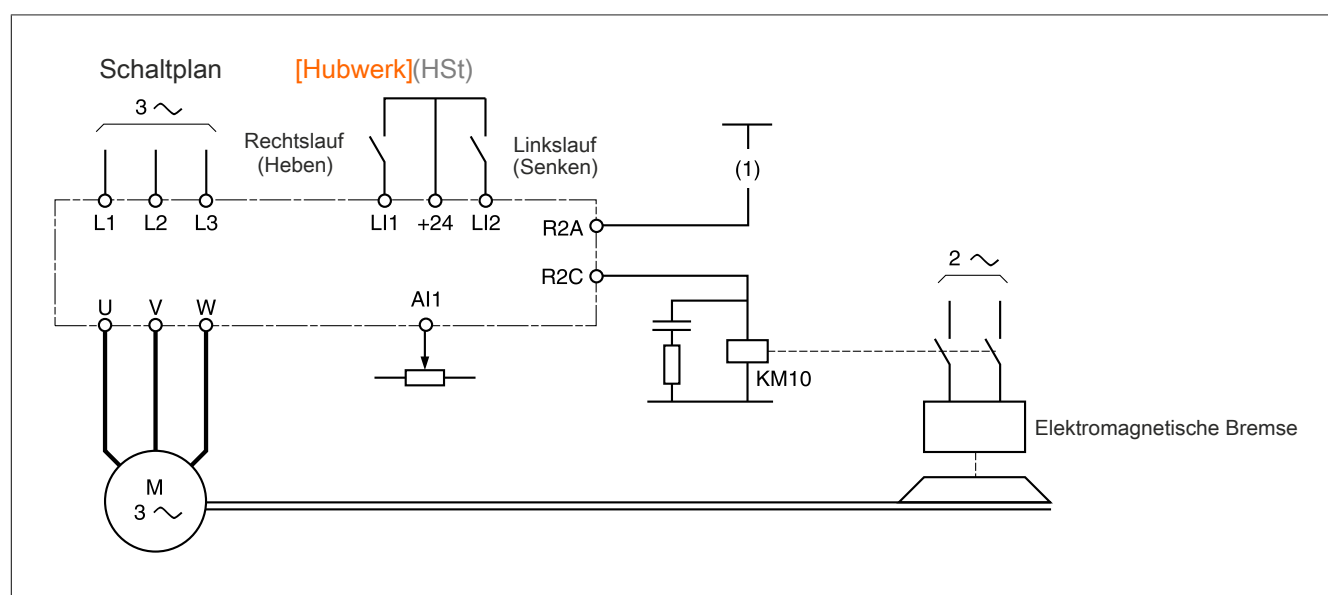 Schaltplan [Hubwerk](HSt)
3 ~
Rechtslauf
(Heben)
Linkslauf
(Senken)
(1)
L1 L2 L3 LI1 +24 LI2
R2A
R2C
2 ~
U V W AI1
KM10
Elektromagnetische Bremse
M
3 ~